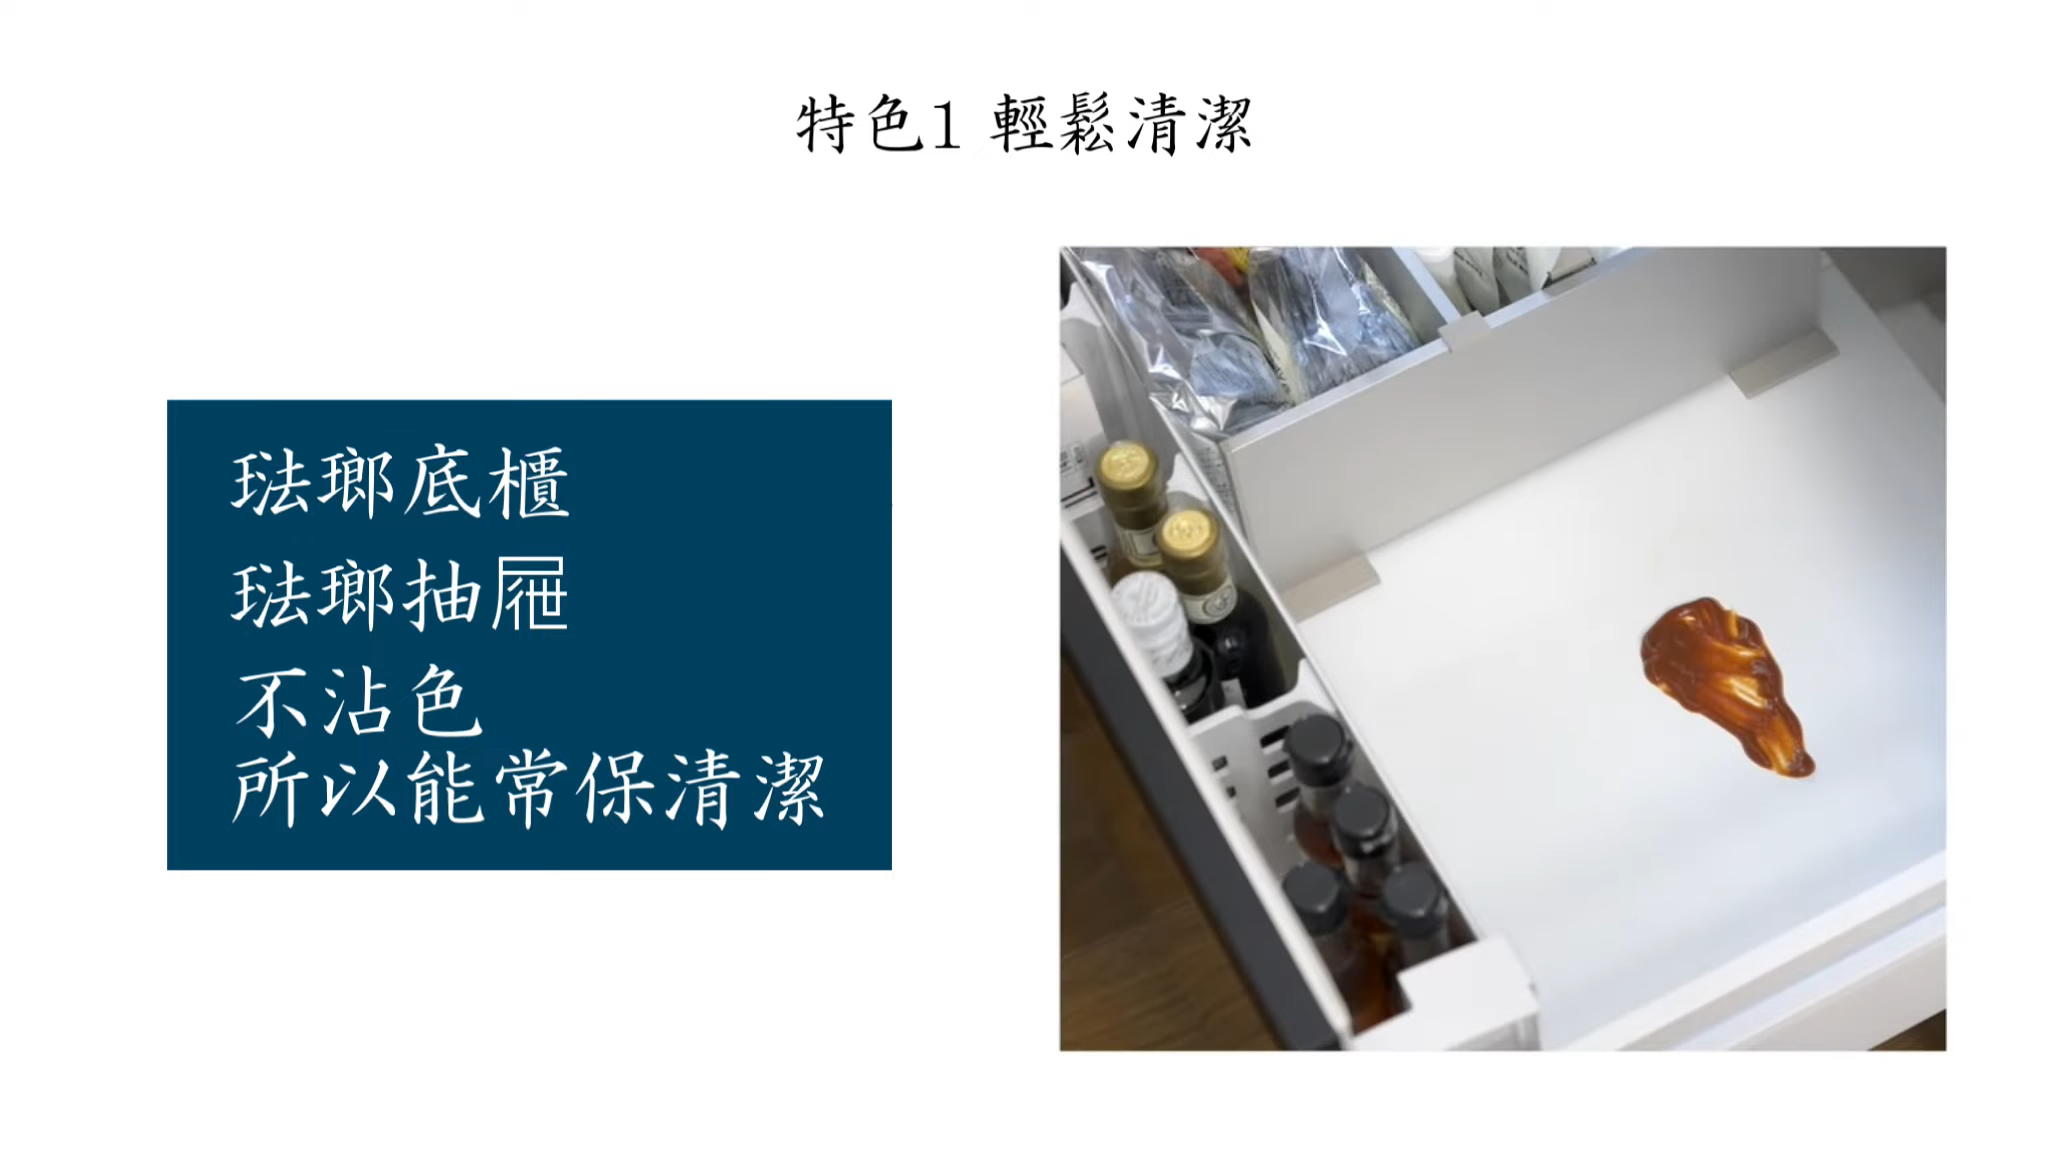 特色1 輕鬆清潔
琺瑯底櫃
琺瑯抽屜
不沾色
所以能常保清潔